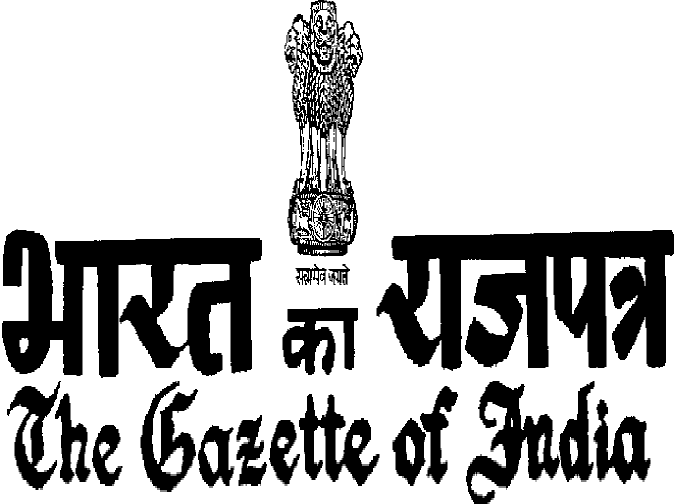 सत्यमेव जयते
भारत का राजपत्र
The Gazette of India